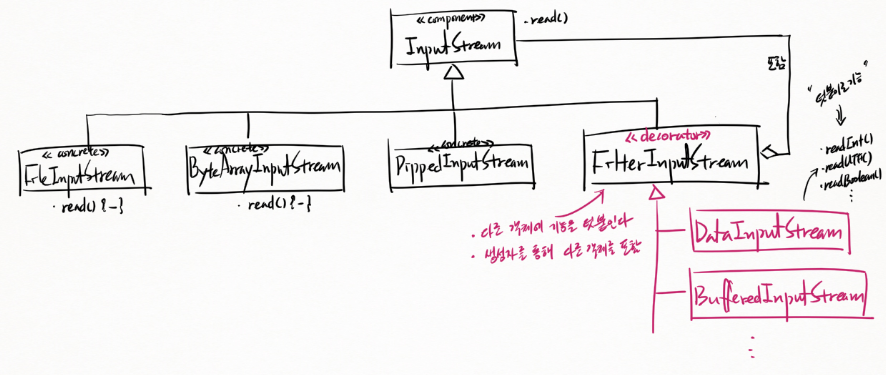 <<component>>
InputStream
· read()
포함
"덧붙이로기능"
<<concrete>>
FileInputStream
· read() {-}
<<concrete>>
ByteArrayInputStream
· read() {-}
<<concrete>>
PippedInputStream
<<decorator>>
FilterInputStream
· readInt()
· readUTF()
· readBoolean()
⋮
· 다른 객체에 기능을 덧붙인다
· 생성자를 통해 다른 객체를 포함
DataInputStream
BufferedInputStream
⋮